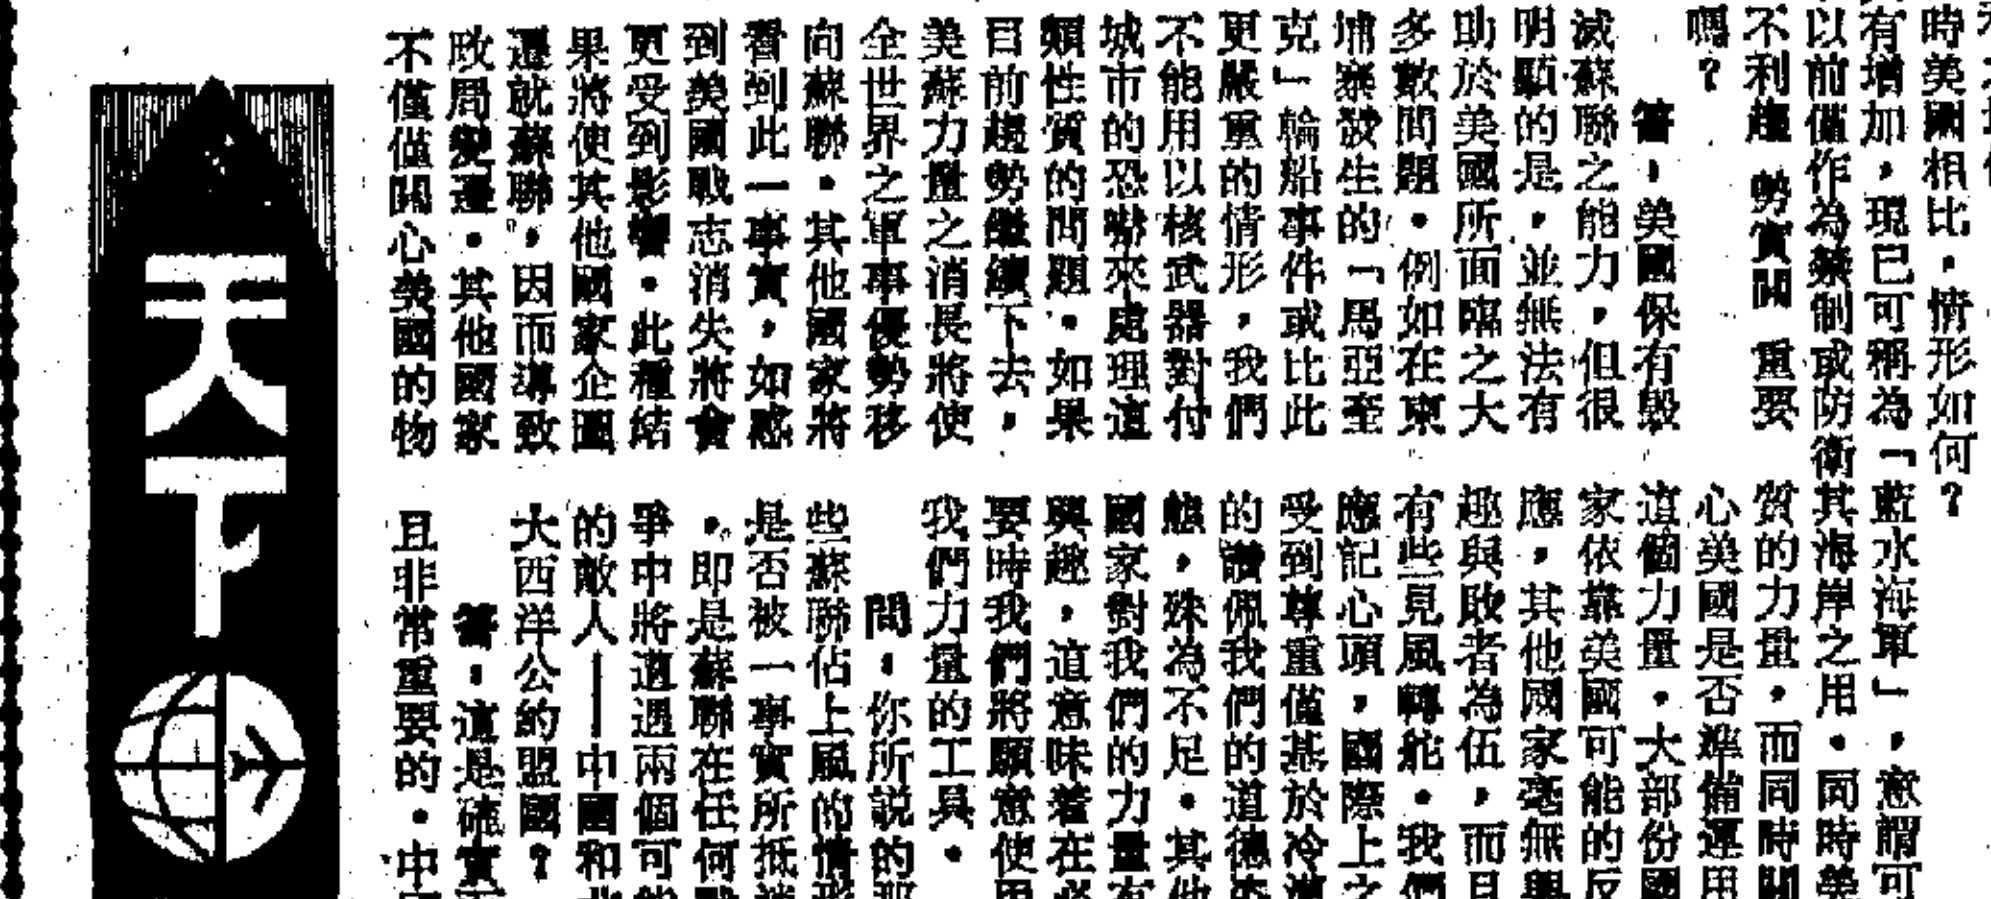 時美國相比，情形如何？
有增加，現已可稱為「藍水海軍」，意謂可
以前僅作為禁制或防衛其海岸之用。同時美
不利趨勢實關重要
嗎？
答：美國保有毀
滅蘇聯之能力，但很
明顯的是，並無法有
助於美國所面臨之大
多數問題。例如在東
埔寨發生的「馬亞奎
克」輪船事件或比此
更嚴重的情形，我們
不能用以核武器對付
城市的恐嚇來處理這
類性質的問題。如果
目前趨勢繼續下去，
美蘇力量之消長將使
全世界之軍事優勢移
向蘇聯。其他國家將
看到此一事實，如感
到美國戰志消失將會
更受到影響。此種結
果將使其他國家企圖
遷就蘇聯，因而導致
政局變遷。其他國家
不僅僅關心美國的物
質的力量，而同時關
心美國是否準備運用
這個力量。大部份國
家依靠美國可能的反
應，其他國家毫無興
趣與敗者為伍，而且
有些見風轉舵。我們
應記心頭，國際上之
受到尊重僅基於冷
的讚佩我們的道德
態，殊為不足。其他
國家對我們的力量有
興趣，這意味着在必
要時我們將願意使用
我們力量的工具。
問：你所說的那
些蘇聯佔上風的情形
是否被一事實所抵
，即是蘇聯在任何戰
爭中將遭遇兩個可能
的敵人——中國和北
大西洋公約盟國？
答：這是確實而
且非常重要的。中
天下